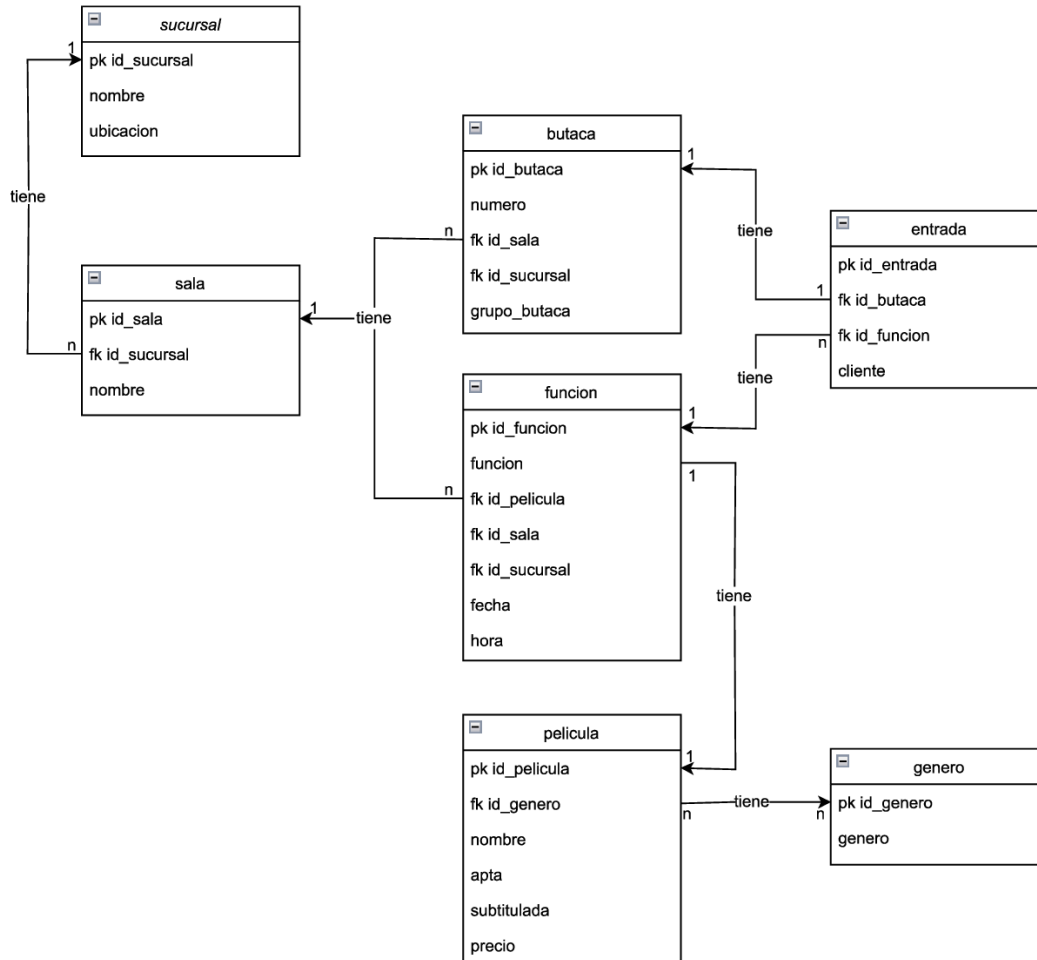 sucursal
pk id_sucursal
nombre
ubicacion
1
tiene
n
sala
pk id_sala
fk id_sucursal
nombre
1
tiene
n
n
butaca
pk id_butaca
numero
fk id_sala
fk id_sucursal
grupo_butaca
1
tiene
1
entrada
pk id_entrada
fk id_butaca
fk id_funcion
cliente
n
tiene
1
funcion
pk id_funcion
funcion
fk id_pelicula
fk id_sala
fk id_sucursal
fecha
hora
1
tiene
1
pelicula
pk id_pelicula
fk id_genero
nombre
apta
subtitulada
precio
n
tiene
n
genero
pk id_genero
genero